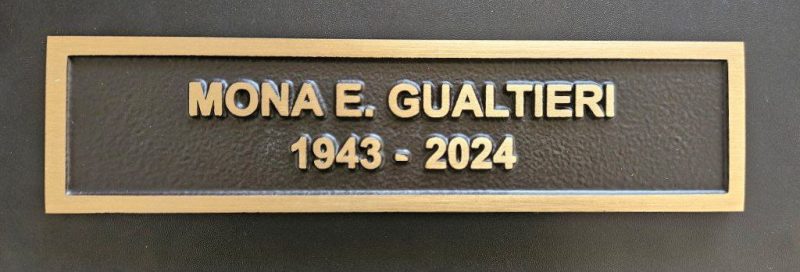 MONA E. GUALTIERI
1943 - 2024